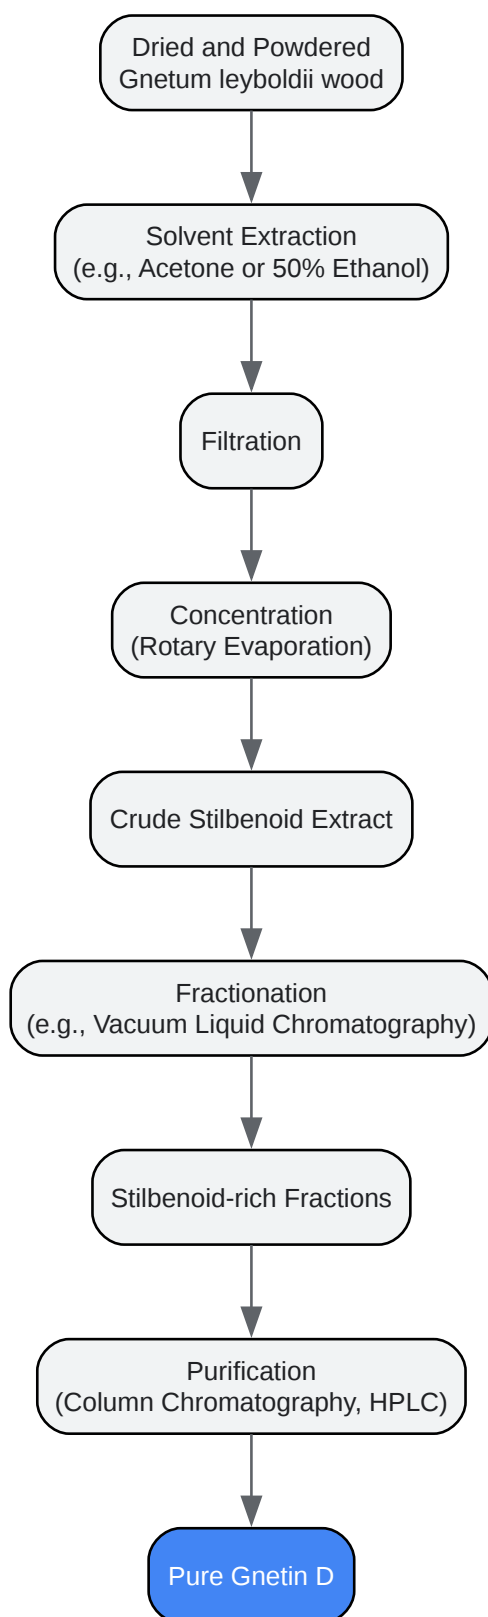 Dried and Powdered
Gnetum leyboldii wood
Solvent Extraction
(e.g., Acetone or 50% Ethanol)
Filtration
Concentration
(Rotary Evaporation)
Crude Stilbenoid Extract
Fractionation
(e.g., Vacuum Liquid Chromatography)
Stilbenoid-rich Fractions
Purification
(Column Chromatography, HPLC)
Pure Gnetin D